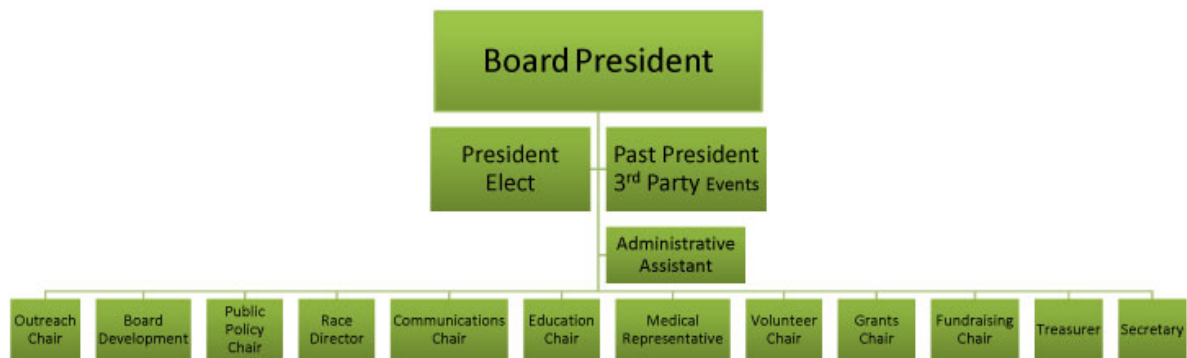 Board President
President
Elect
Past President
3rd Party Events
Administrative
Assistant
Outreach
Chair
Board
Development
Public
Policy
Chair
Race
Director
Communications
Chair
Education
Chair
Medical
Representative
Volunteer
Chair
Grants
Chair
Fundraising
Chair
Treasurer
Secretary